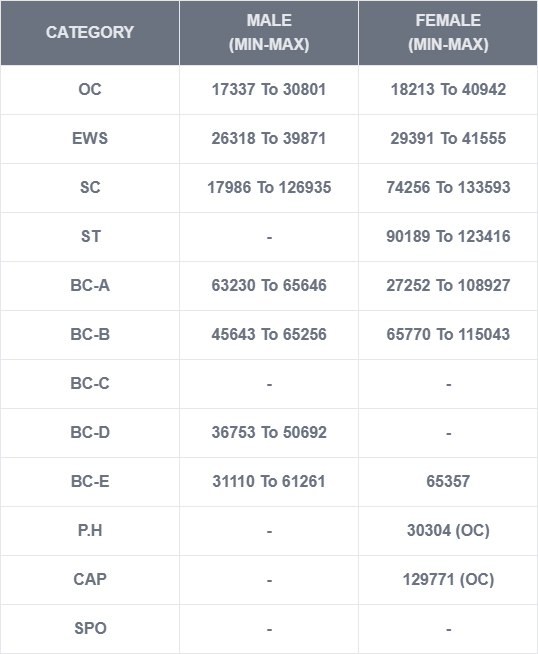 CATEGORY MALE (MIN-MAX) FEMALE (MIN-MAX)
OC 17337 To 30801 18213 To 40942
EWS 26318 To 39871 29391 To 41555
SC 17986 To 126935 74256 To 133593
ST - 90189 To 123416
BC-A 63230 To 65646 27252 To 108927
BC-B 45643 To 65256 65770 To 115043
BC-C - -
BC-D 36753 To 50692 -
BC-E 31110 To 61261 65357
P.H - 30304 (OC)
CAP - 129771 (OC)
SPO - -